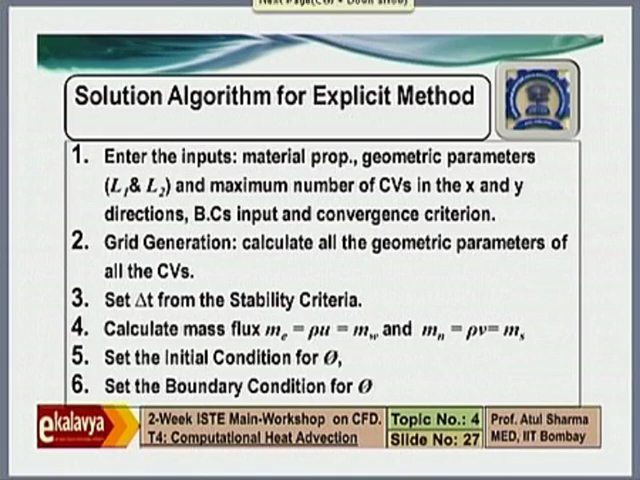 Solution Algorithm for Explicit Method
1. Enter the inputs: material prop., geometric parameters
(L₁& L₂) and maximum number of CVs in the x and y
directions, B.Cs input and convergence criterion.
2. Grid Generation: calculate all the geometric parameters of
all the CVs.
3. Set Δt from the Stability Criteria.
4. Calculate mass flux mₑ = ρu = m_w and mₙ = ρv= mₛ
5. Set the Initial Condition for Ø,
6. Set the Boundary Condition for Ø
ekalavya
2-Week ISTE Main-Workshop on CFD.
T4: Computational Heat Advection
Topic No.: 4
Slide No: 27
Prof. Atul Sharma
MED, IIT Bombay